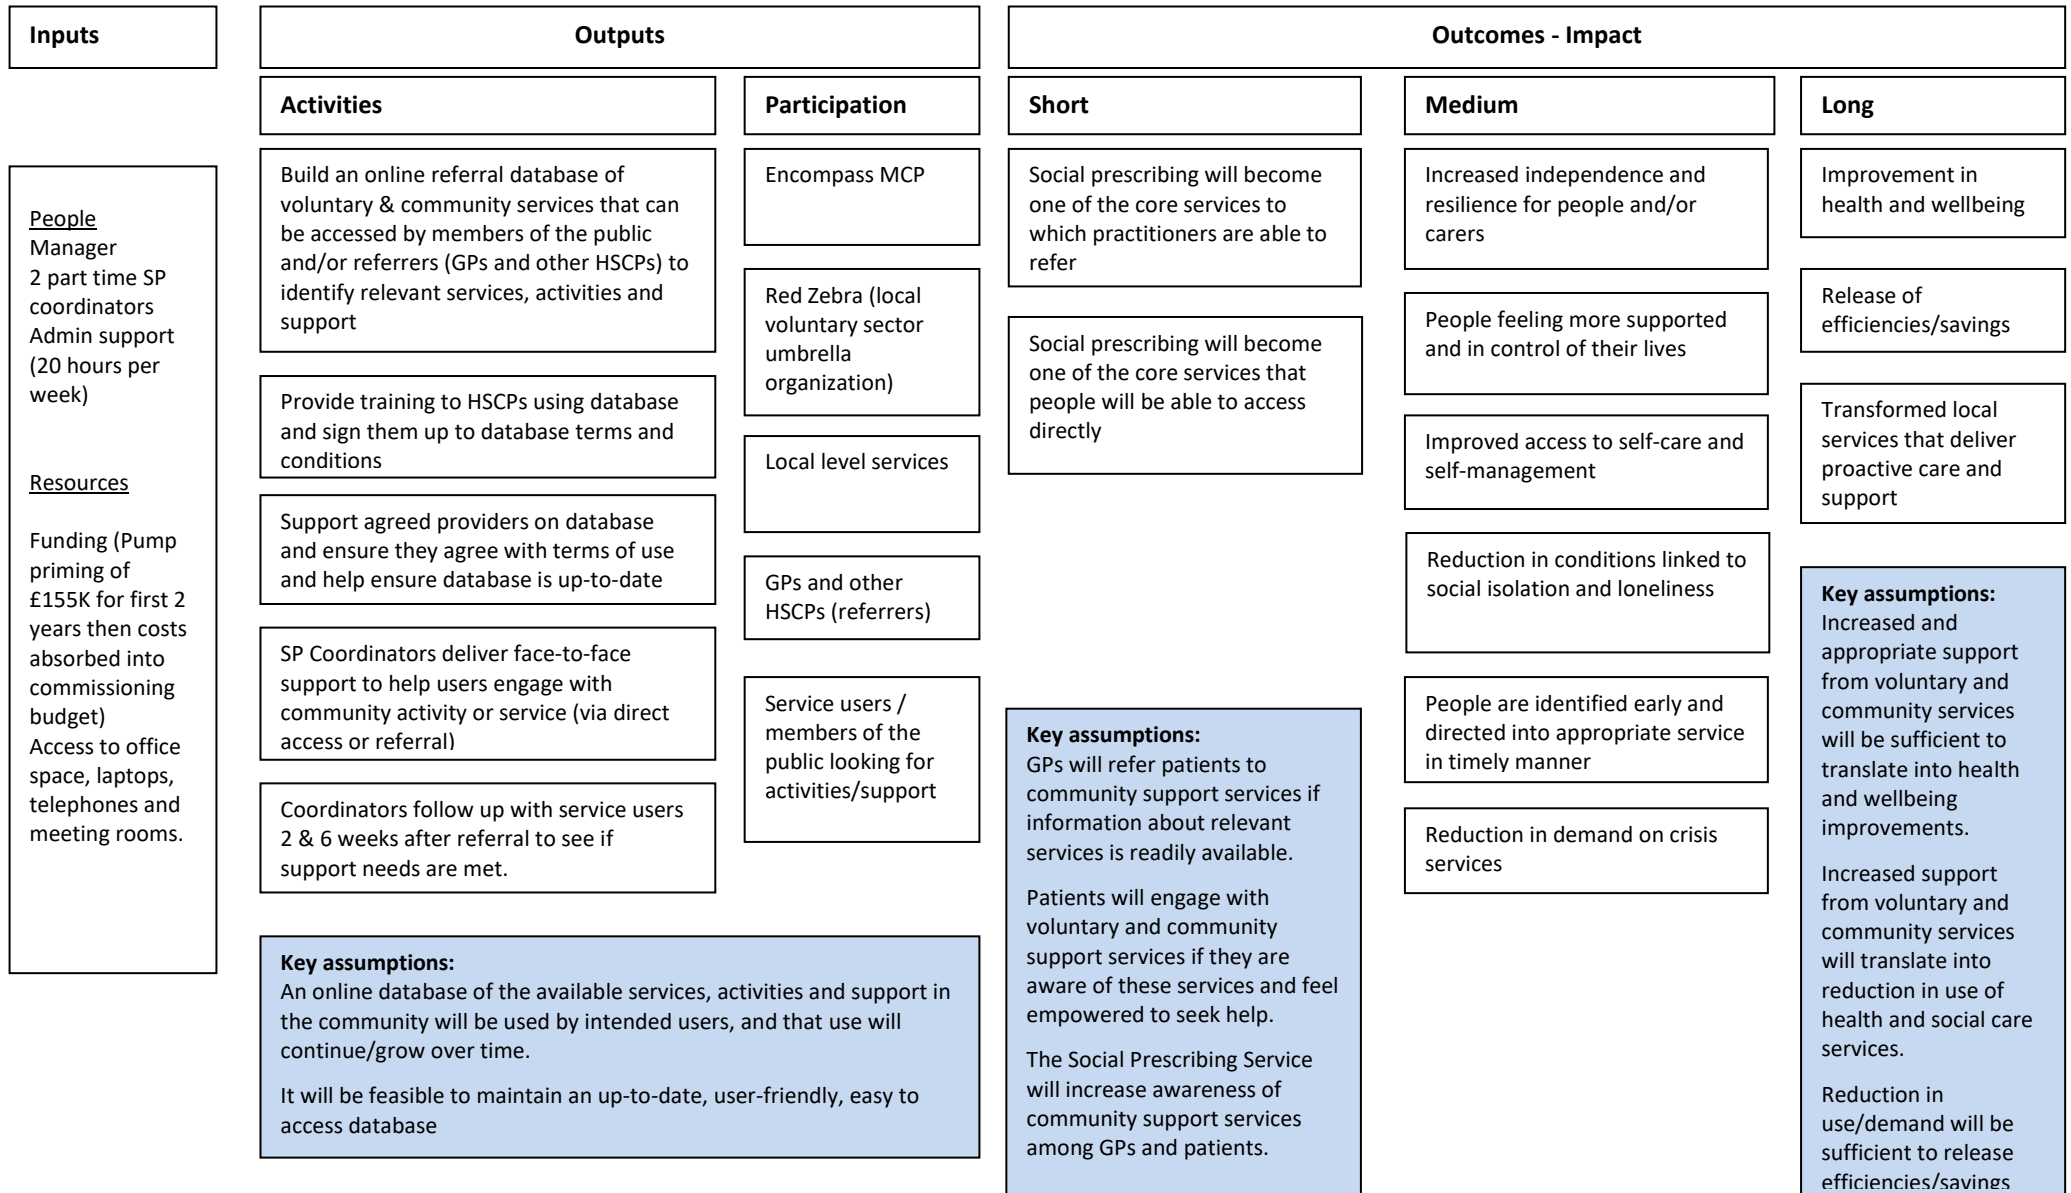 Inputs
Outputs
Outcomes - Impact
Activities
Participation
Short
Medium
Long
People
Manager
2 part time SP
coordinators
Admin support
(20 hours per
week)
Resources
Funding (Pump
priming of
£155K for first 2
years then costs
absorbed into
commissioning
budget)
Access to office
space, laptops,
telephones and
meeting rooms.
Build an online referral database of
voluntary & community services that can
be accessed by members of the public
and/or referrers (GPs and other HSCPs) to
identify relevant services, activities and
support
Provide training to HSCPs using database
and sign them up to database terms and
conditions
Support agreed providers on database
and ensure they agree with terms of use
and help ensure database is up-to-date
SP Coordinators deliver face-to-face
support to help users engage with
community activity or service (via direct
access or referral)
Coordinators follow up with service users
2 & 6 weeks after referral to see if
support needs are met.
Encompass MCP
Red Zebra (local
voluntary sector
umbrella
organization)
Local level services
GPs and other
HSCPs (referrers)
Service users /
members of the
public looking for
activities/support
Key assumptions:
An online database of the available services, activities and support in
the community will be used by intended users, and that use will
continue/grow over time.
It will be feasible to maintain an up-to-date, user-friendly, easy to
access database
Social prescribing will become
one of the core services to
which practitioners are able to
refer
Social prescribing will become
one of the core services that
people will be able to access
directly
Key assumptions:
GPs will refer patients to
community support services if
information about relevant
services is readily available.
Patients will engage with
voluntary and community
support services if they are
aware of these services and feel
empowered to seek help.
The Social Prescribing Service
will increase awareness of
community support services
among GPs and patients.
Increased independence and
resilience for people and/or
carers
People feeling more supported
and in control of their lives
Improved access to self-care and
self-management
Reduction in conditions linked to
social isolation and loneliness
People are identified early and
directed into appropriate service
in timely manner
Reduction in demand on crisis
services
Improvement in
health and wellbeing
Release of
efficiencies/savings
Transformed local
services that deliver
proactive care and
support
Key assumptions:
Increased and
appropriate support
from voluntary and
community services
will be sufficient to
translate into health
and wellbeing
improvements.
Increased support
from voluntary and
community services
will translate into
reduction in use of
health and social care
services.
Reduction in
use/demand will be
sufficient to release
efficiencies/savings